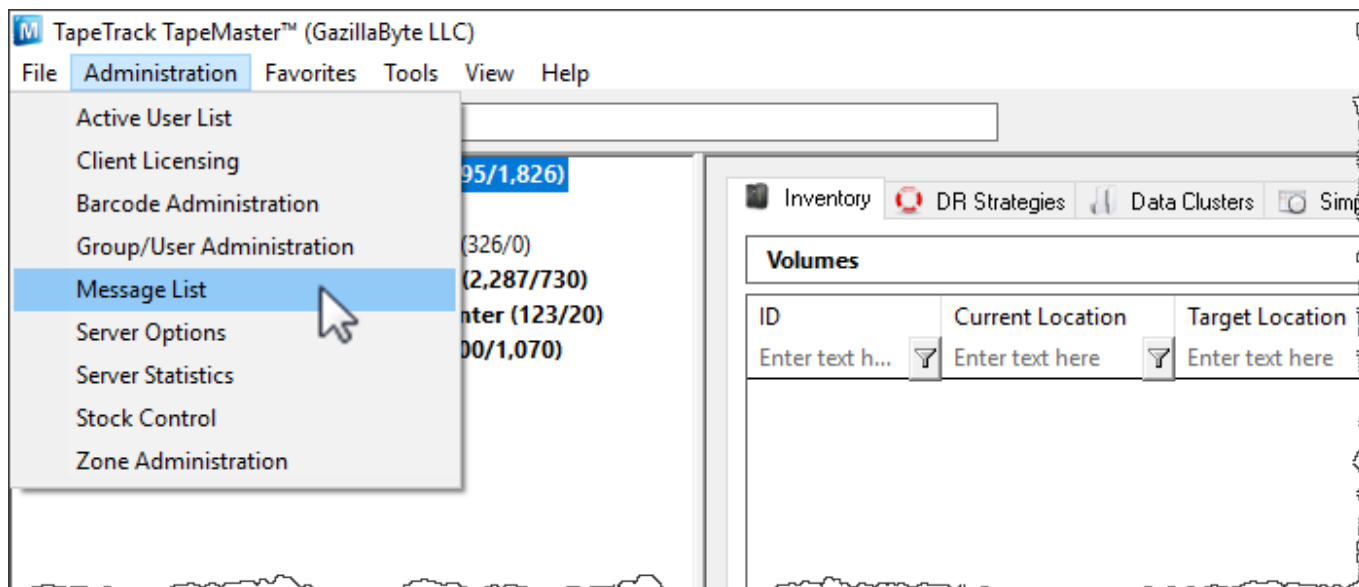 TapeTrack TapeMaster™ (GazillaByte LLC)
File Administration Favorites Tools View Help
Active User List
Client Licensing
Barcode Administration
Group/User Administration
Message List
Server Options
Server Statistics
Stock Control
Zone Administration
95/1,826)
(326/0)
(2,287/730)
nter (123/20)
00/1,070)
Inventory DR Strategies Data Clusters Simp
Volumes
ID Current Location Target Location
Enter text h... Enter text here Enter text here